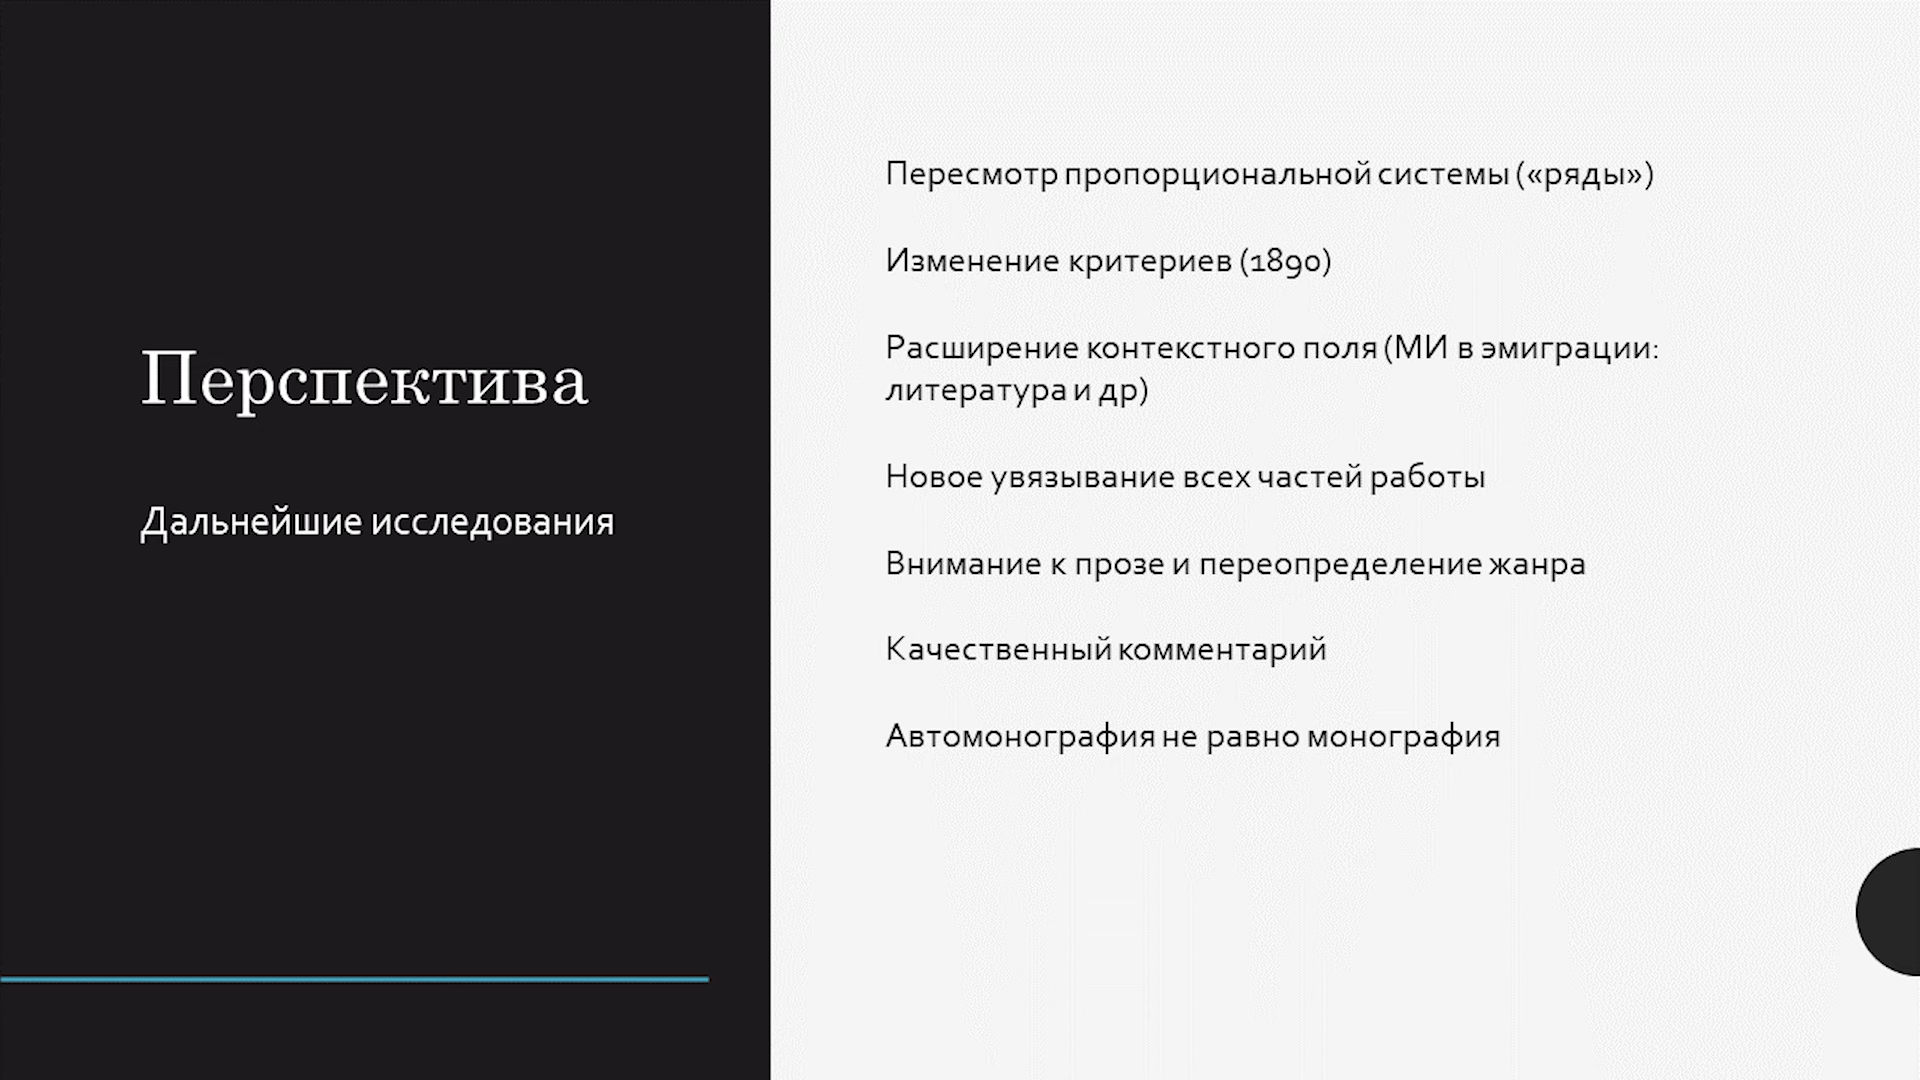 Перспектива
Дальнейшие исследования
Пересмотр пропорциональной системы («ряды»)
Изменение критериев (1890)
Расширение контекстного поля (МИ в эмиграции:
литература и др)
Новое увязывание всех частей работы
Внимание к прозе и переопределение жанра
Качественный комментарий
Автомонография не равно монография